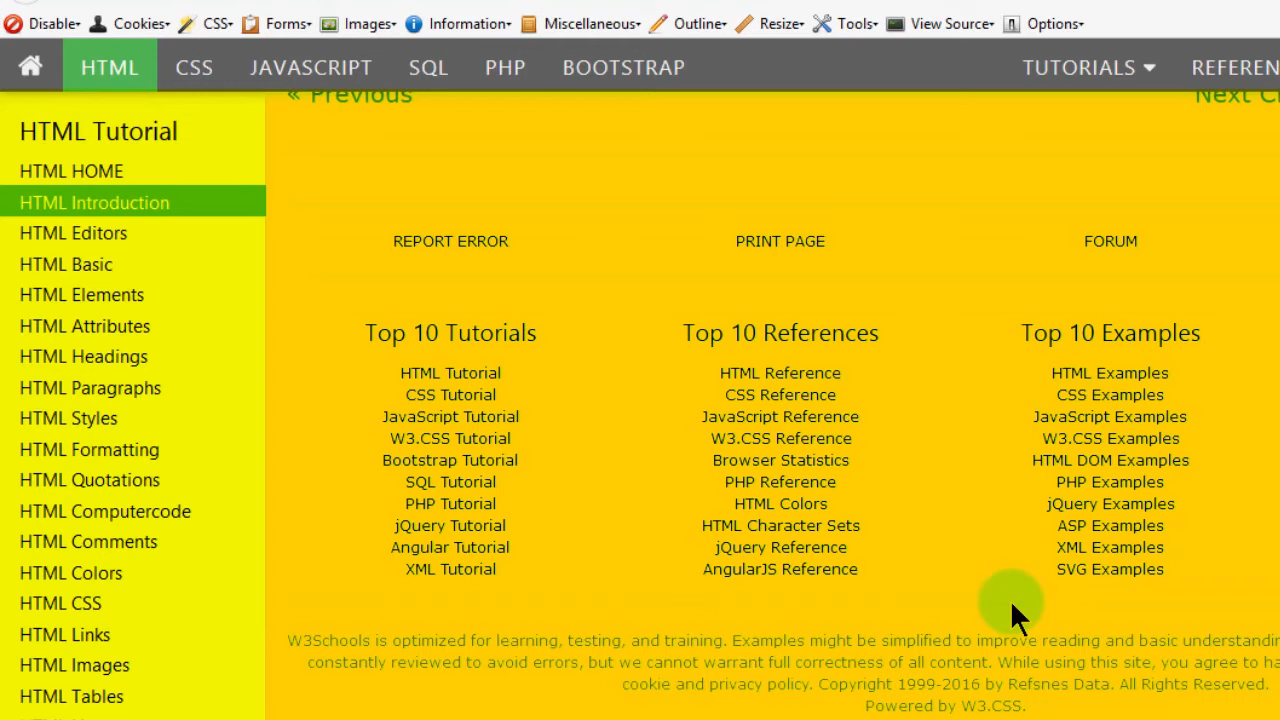 Disable▾ Cookies▾ CSS▾ Forms▾ Images▾ Information▾ Miscellaneous▾ Outline▾ Resize▾ Tools▾ View Source▾ Options▾
HTML CSS JAVASCRIPT SQL PHP BOOTSTRAP TUTORIALS REFEREN
« Previous
HTML Tutorial
HTML HOME
HTML Introduction
HTML Editors
HTML Basic
HTML Elements
HTML Attributes
HTML Headings
HTML Paragraphs
HTML Styles
HTML Formatting
HTML Quotations
HTML Computercode
HTML Comments
HTML Colors
HTML CSS
HTML Links
HTML Images
HTML Tables
Next C
REPORT ERROR PRINT PAGE FORUM
Top 10 Tutorials
HTML Tutorial
CSS Tutorial
JavaScript Tutorial
W3.CSS Tutorial
Bootstrap Tutorial
SQL Tutorial
PHP Tutorial
jQuery Tutorial
Angular Tutorial
XML Tutorial
Top 10 References
HTML Reference
CSS Reference
JavaScript Reference
W3.CSS Reference
Browser Statistics
PHP Reference
HTML Colors
HTML Character Sets
jQuery Reference
AngularJS Reference
Top 10 Examples
HTML Examples
CSS Examples
JavaScript Examples
W3.CSS Examples
HTML DOM Examples
PHP Examples
jQuery Examples
ASP Examples
XML Examples
SVG Examples
W3Schools is optimized for learning, testing, and training. Examples might be simplified to improve reading and basic understandin
constantly reviewed to avoid errors, but we cannot warrant full correctness of all content. While using this site, you agree to ha
cookie and privacy policy. Copyright 1999-2016 by Refsnes Data. All Rights Reserved.
Powered by W3.CSS.